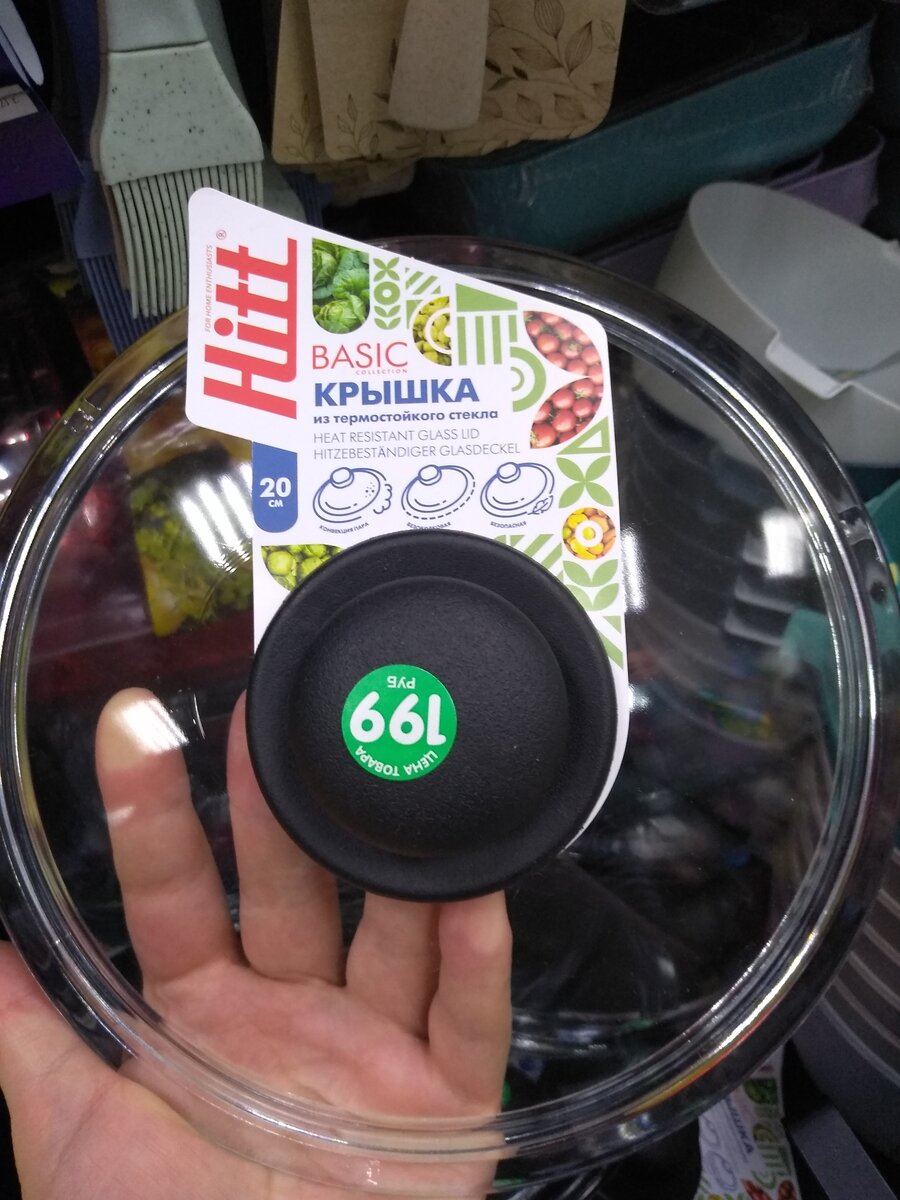 Hitt®
FOR HOME ENTHUSIASTS
BASIC
COLLECTION
КРЫШКА
из термостойкого стекла
HEAT RESISTANT GLASS LID
HITZEBESTÄNDIGER GLASDECKEL
20
СМ
КОНВЕКЦИЯ ПАРА
БЕЗОБОДКОВАЯ
БЕЗОПАСНАЯ
ЦЕНА ТОВАРА
199
РУБ